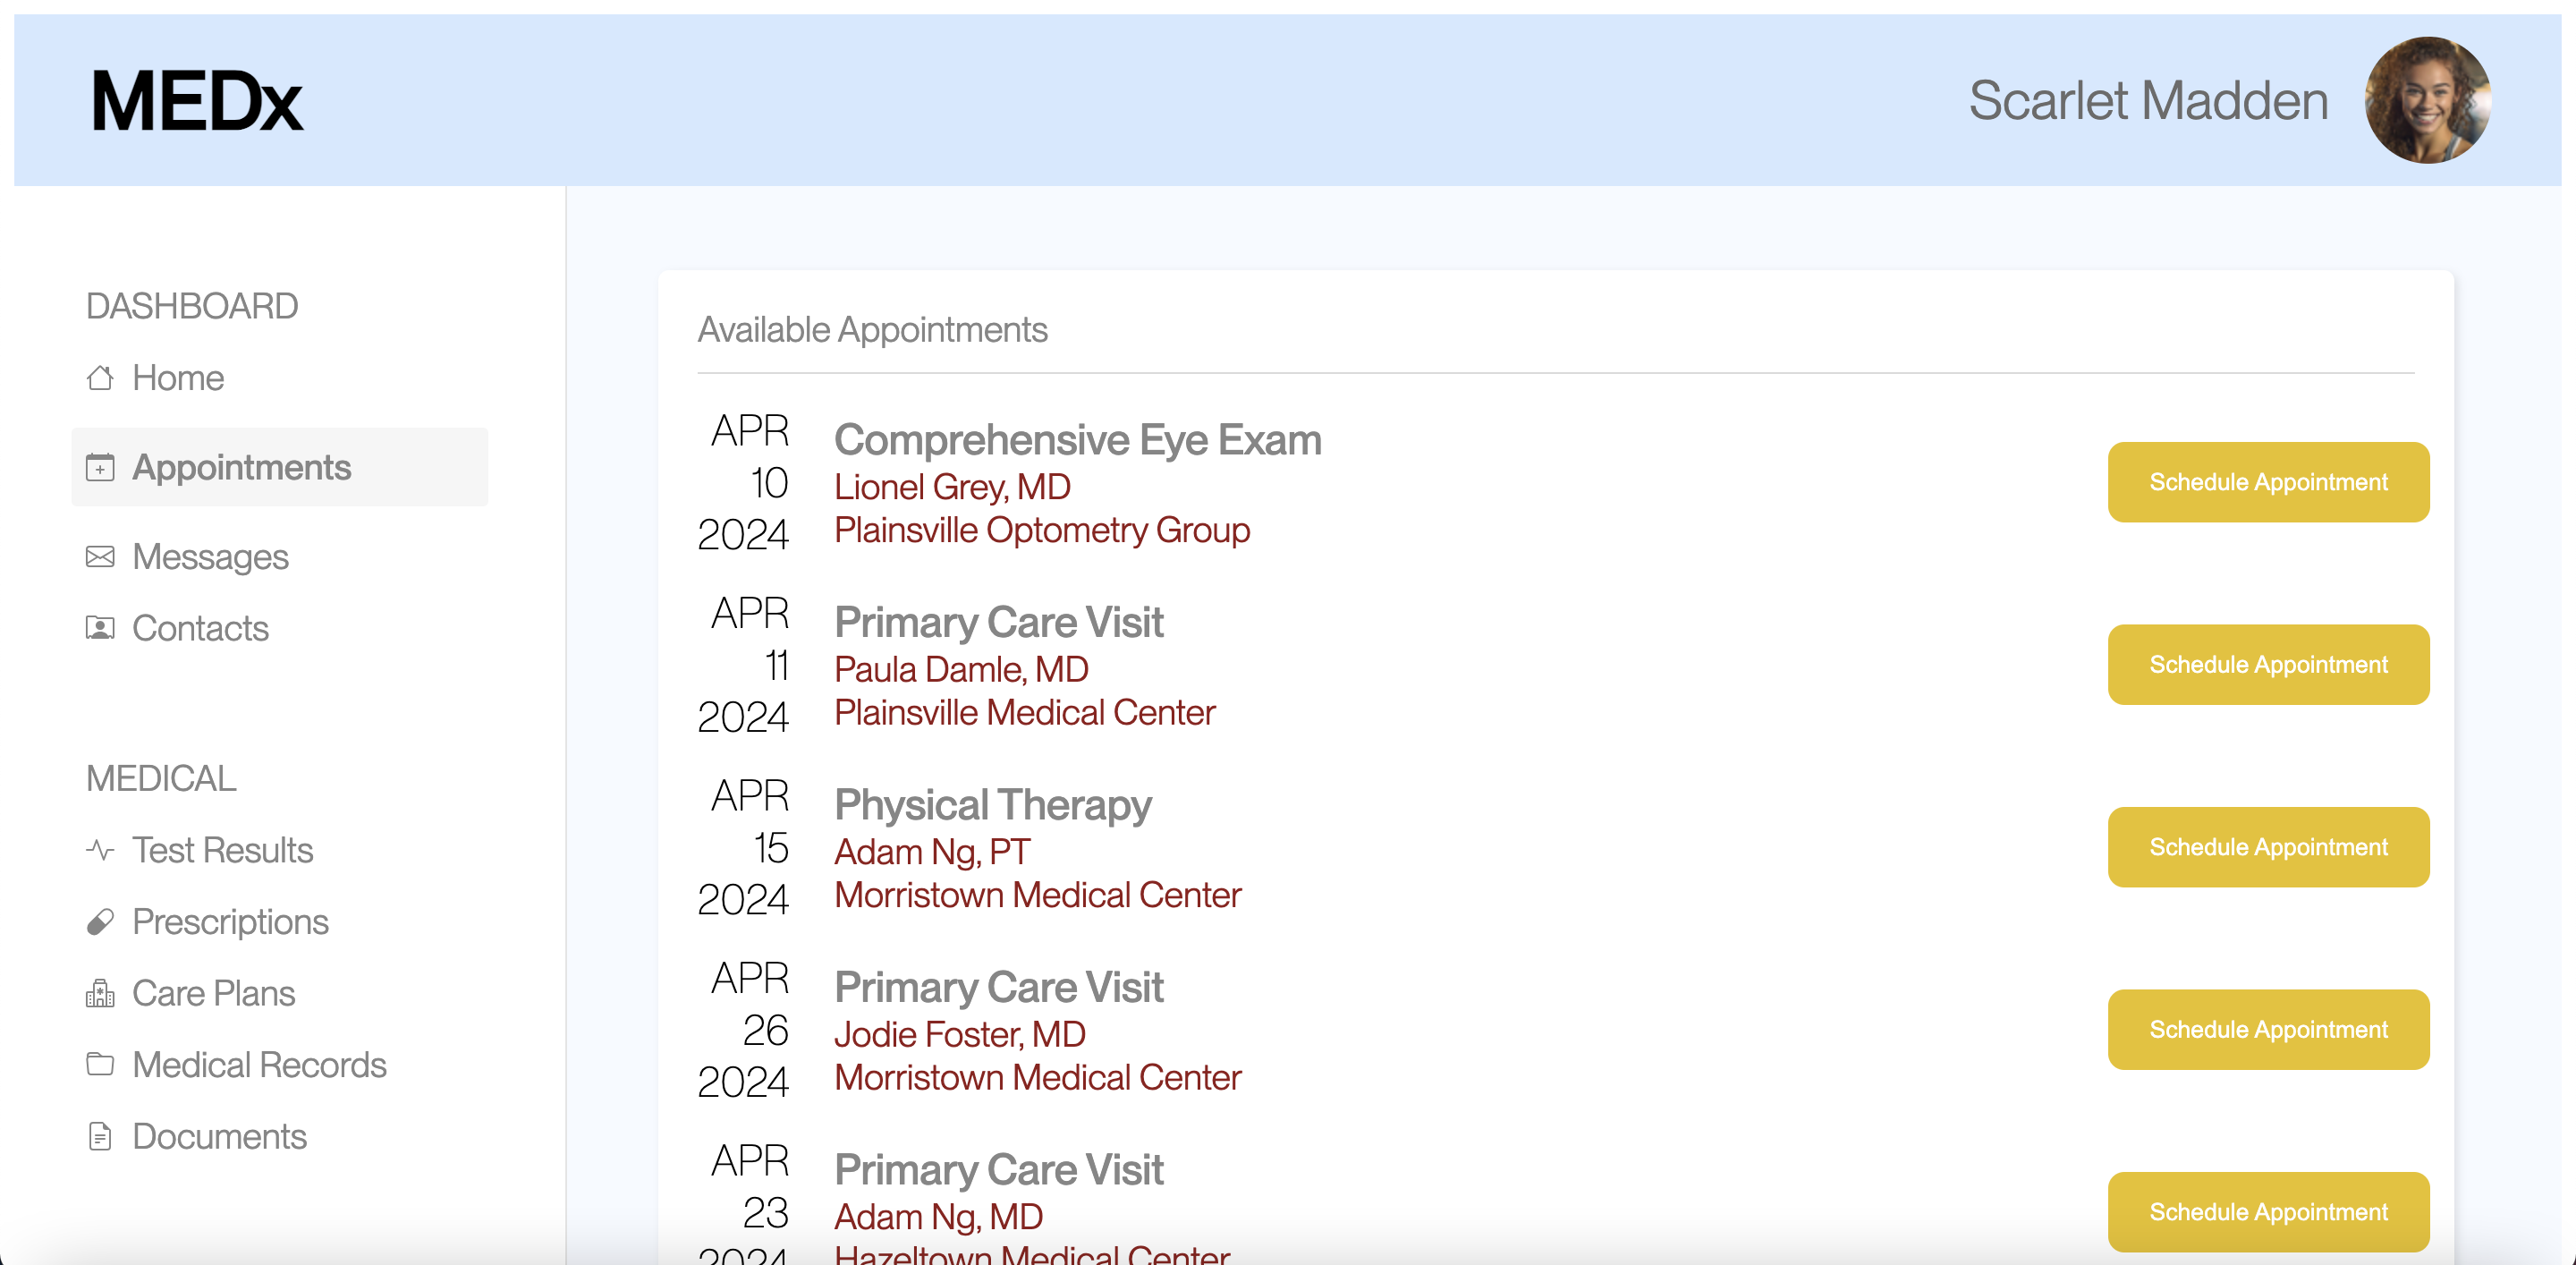 MEDx
Scarlet Madden
DASHBOARD
Home
Appointments
Messages
Contacts
MEDICAL
Test Results
Prescriptions
Care Plans
Medical Records
Documents
Available Appointments
APR
10
2024
Comprehensive Eye Exam
Lionel Grey, MD
Plainsville Optometry Group
Schedule Appointment
APR
11
2024
Primary Care Visit
Paula Damle, MD
Plainsville Medical Center
Schedule Appointment
APR
15
2024
Physical Therapy
Adam Ng, PT
Morristown Medical Center
Schedule Appointment
APR
26
2024
Primary Care Visit
Jodie Foster, MD
Morristown Medical Center
Schedule Appointment
APR
23
2024
Primary Care Visit
Adam Ng, MD
Hazeltown Medical Center
Schedule Appointment